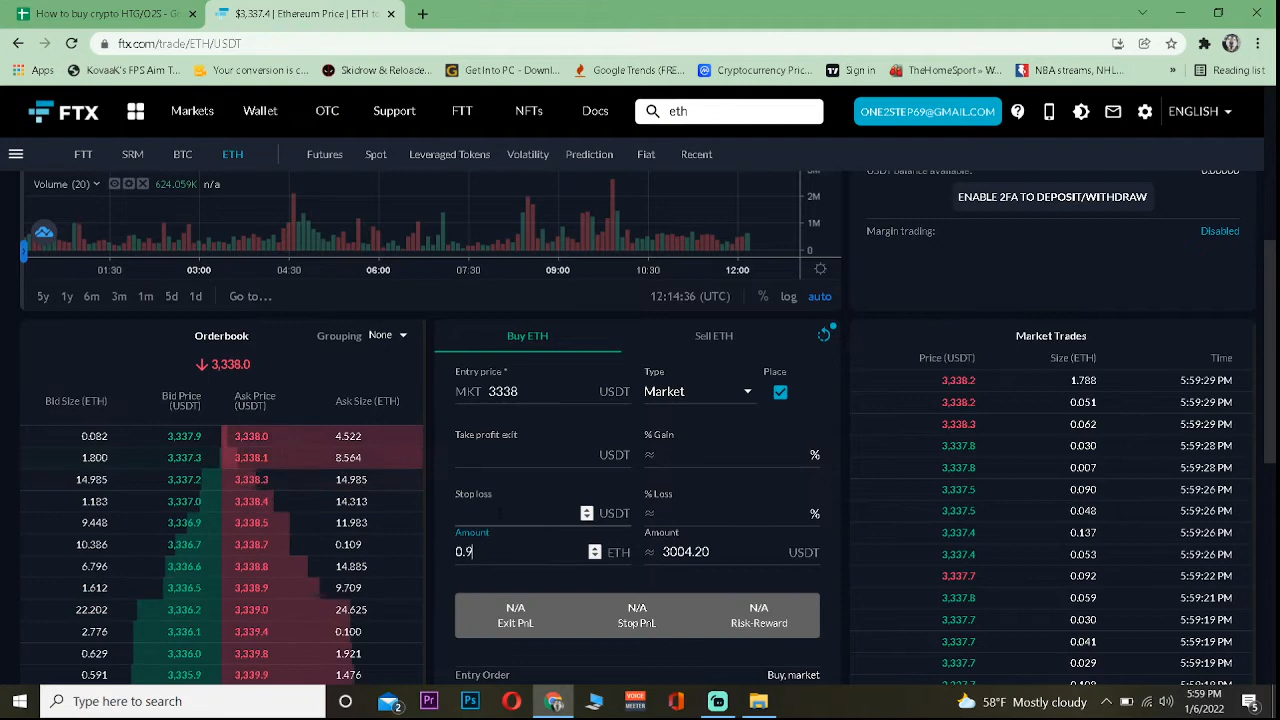 How to Buy HT/O2S - G
$3,337.4 Ethereum Price / ETH to
ftx.com/trade/ETH/USDT
Apps KovaaK's FPS Aim T... Your conversion is c... Skidrow & Reloade... Get Into PC - Downl... Google Trends (FRE... Cryptocurrency Pric... Sign in TheHomeSport » W... NBA streams, NHL... » Reading list
FTX Markets Wallet OTC Support FTT NFTs Docs eth ONE2STEP69@GMAIL.COM ENGLISH
FTT SRM BTC ETH Futures Spot Leveraged Tokens Volatility Prediction Fiat Recent
USDT balance available: 0.00000
Volume (20) 624.059K n/a
3M
2M
1M
0
ENABLE 2FA TO DEPOSIT/WITHDRAW
Margin trading: Disabled
01:30 03:00 04:30 06:00 07:30 09:00 10:30 12:00
5y 1y 6m 3m 1m 5d 1d Go to... 12:14:36 (UTC) % log auto
Orderbook Grouping None
3,338.0
Bid Size (ETH) Bid Price (USDT) Ask Price (USDT) Ask Size (ETH)
0.082 3,337.9 3,338.0 4.522
1.800 3,337.3 3,338.1 8.564
14.985 3,337.2 3,338.3 14.985
1.183 3,337.0 3,338.4 14.313
9.448 3,336.9 3,338.5 11.983
10.386 3,336.7 3,338.7 0.109
6.796 3,336.6 3,338.8 14.885
1.612 3,336.5 3,338.9 9.709
22.202 3,336.2 3,339.0 24.625
2.776 3,336.1 3,339.4 0.100
0.629 3,336.0 3,339.8 1.921
0.591 3,335.9 3,339.9 1.476
Buy ETH Sell ETH
Entry price * Type Place
MKT 3338 USDT Market
Take profit exit % Gain
USDT ≈ %
Stop loss % Loss
USDT ≈ %
Amount Amount
0.9 ETH ≈ 3004.20 USDT
N/A N/A N/A
Exit PnL Stop PnL Risk-Reward
Entry Order Buy, market
Market Trades
Price (USDT) Size (ETH) Time
3,338.2 1.788 5:59:29 PM
3,338.2 0.051 5:59:29 PM
3,338.3 0.062 5:59:29 PM
3,337.8 0.030 5:59:28 PM
3,337.8 0.007 5:59:28 PM
3,337.5 0.090 5:59:26 PM
3,337.5 0.048 5:59:26 PM
3,337.4 0.137 5:59:26 PM
3,337.4 0.053 5:59:26 PM
3,337.7 0.092 5:59:21 PM
3,337.8 0.059 5:59:21 PM
3,337.7 0.030 5:59:19 PM
3,337.7 0.041 5:59:19 PM
3,337.7 0.029 5:59:19 PM
Type here to search
VOICE MEETER
58°F Mostly cloudy
5:59 PM
1/6/2022